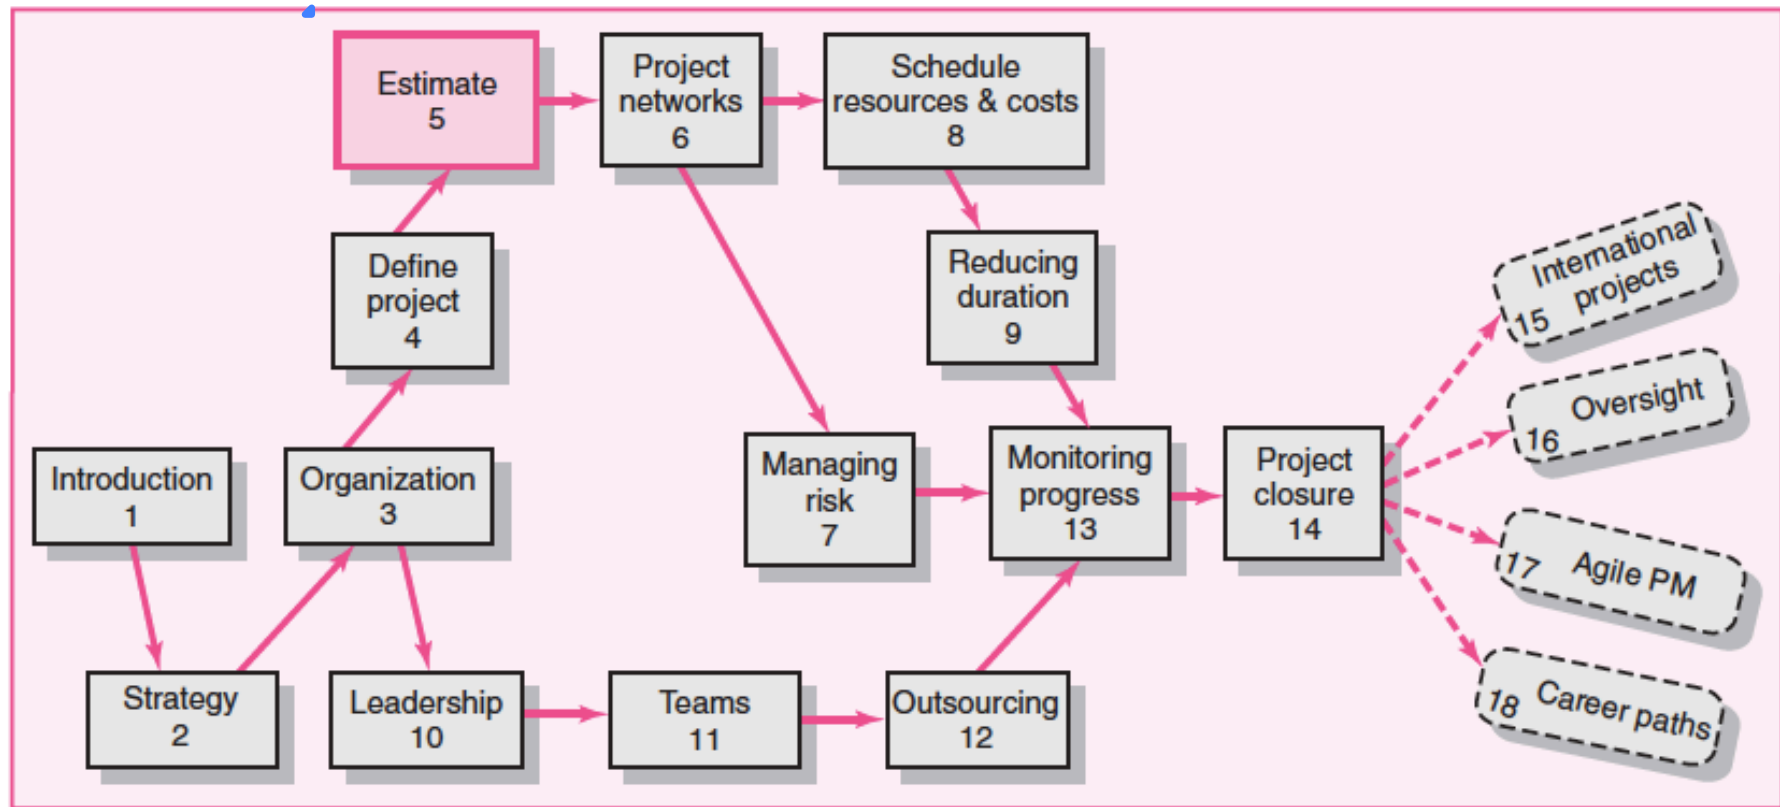 Estimate
5
Project
networks
6
Schedule
resources & costs
8
Define
project
4
Reducing
duration
9
International
projects
15
Oversight
16
Introduction
1
Organization
3
Managing
risk
7
Monitoring
progress
13
Project
closure
14
Agile PM
17
Strategy
2
Leadership
10
Teams
11
Outsourcing
12
Career paths
18